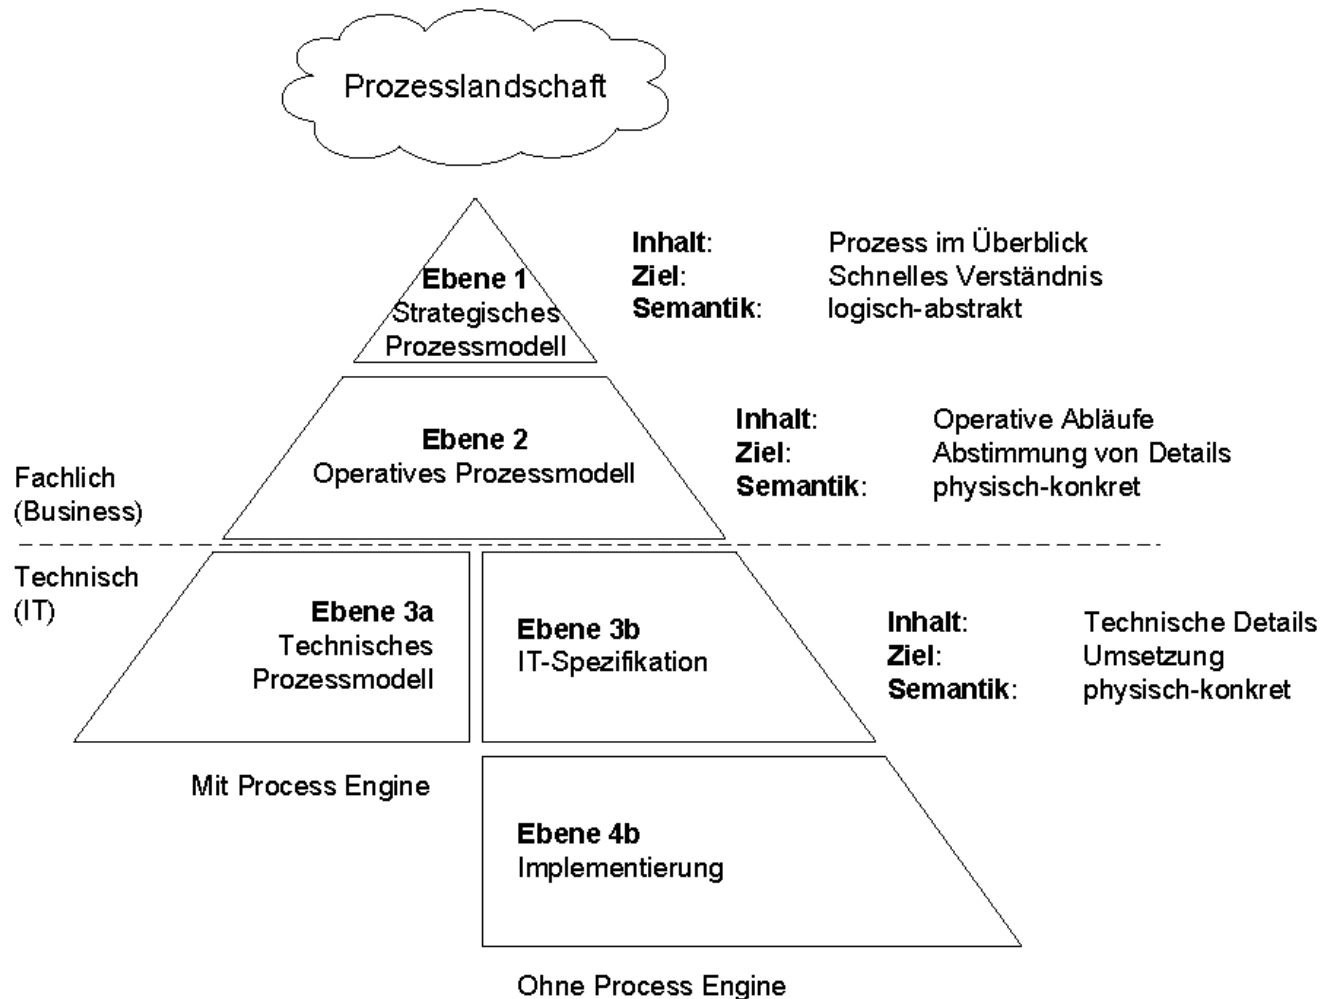 Prozesslandschaft
Ebene 1
Strategisches
Prozessmodell
Inhalt: Prozess im Überblick
Ziel: Schnelles Verständnis
Semantik: logisch-abstrakt
Ebene 2
Operatives Prozessmodell
Inhalt: Operative Abläufe
Ziel: Abstimmung von Details
Semantik: physisch-konkret
Fachlich
(Business)
Technisch
(IT)
Ebene 3a
Technisches
Prozessmodell
Ebene 3b
IT-Spezifikation
Inhalt: Technische Details
Ziel: Umsetzung
Semantik: physisch-konkret
Mit Process Engine
Ebene 4b
Implementierung
Ohne Process Engine